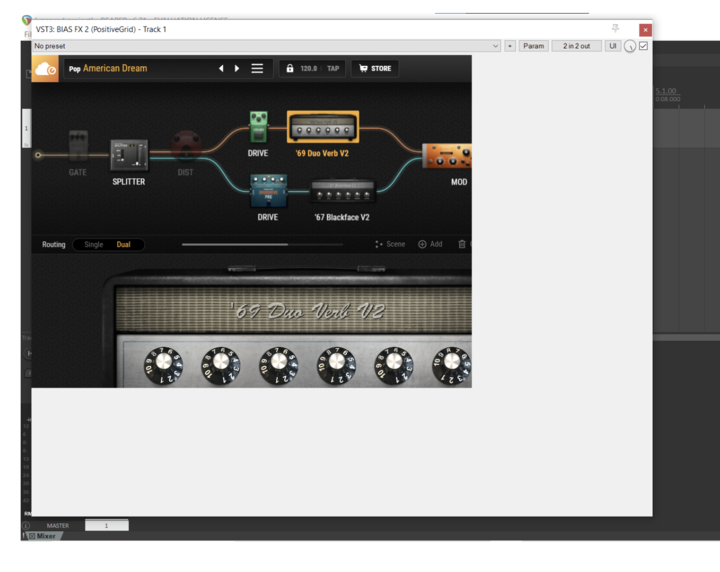 VST3: BIAS FX 2 (PositiveGrid) - Track 1
No preset
+ Param 2 in 2 out UI
Pop American Dream
120.0 TAP
STORE
5.1.00
0:08.000
1
GATE
SPLITTER
DIST
DRIVE
'69 Duo Verb V2
MOD
DRIVE
'67 Blackface V2
Routing Single Dual
Scene Add
'69 Duo Verb V2
MASTER 1
Mixer